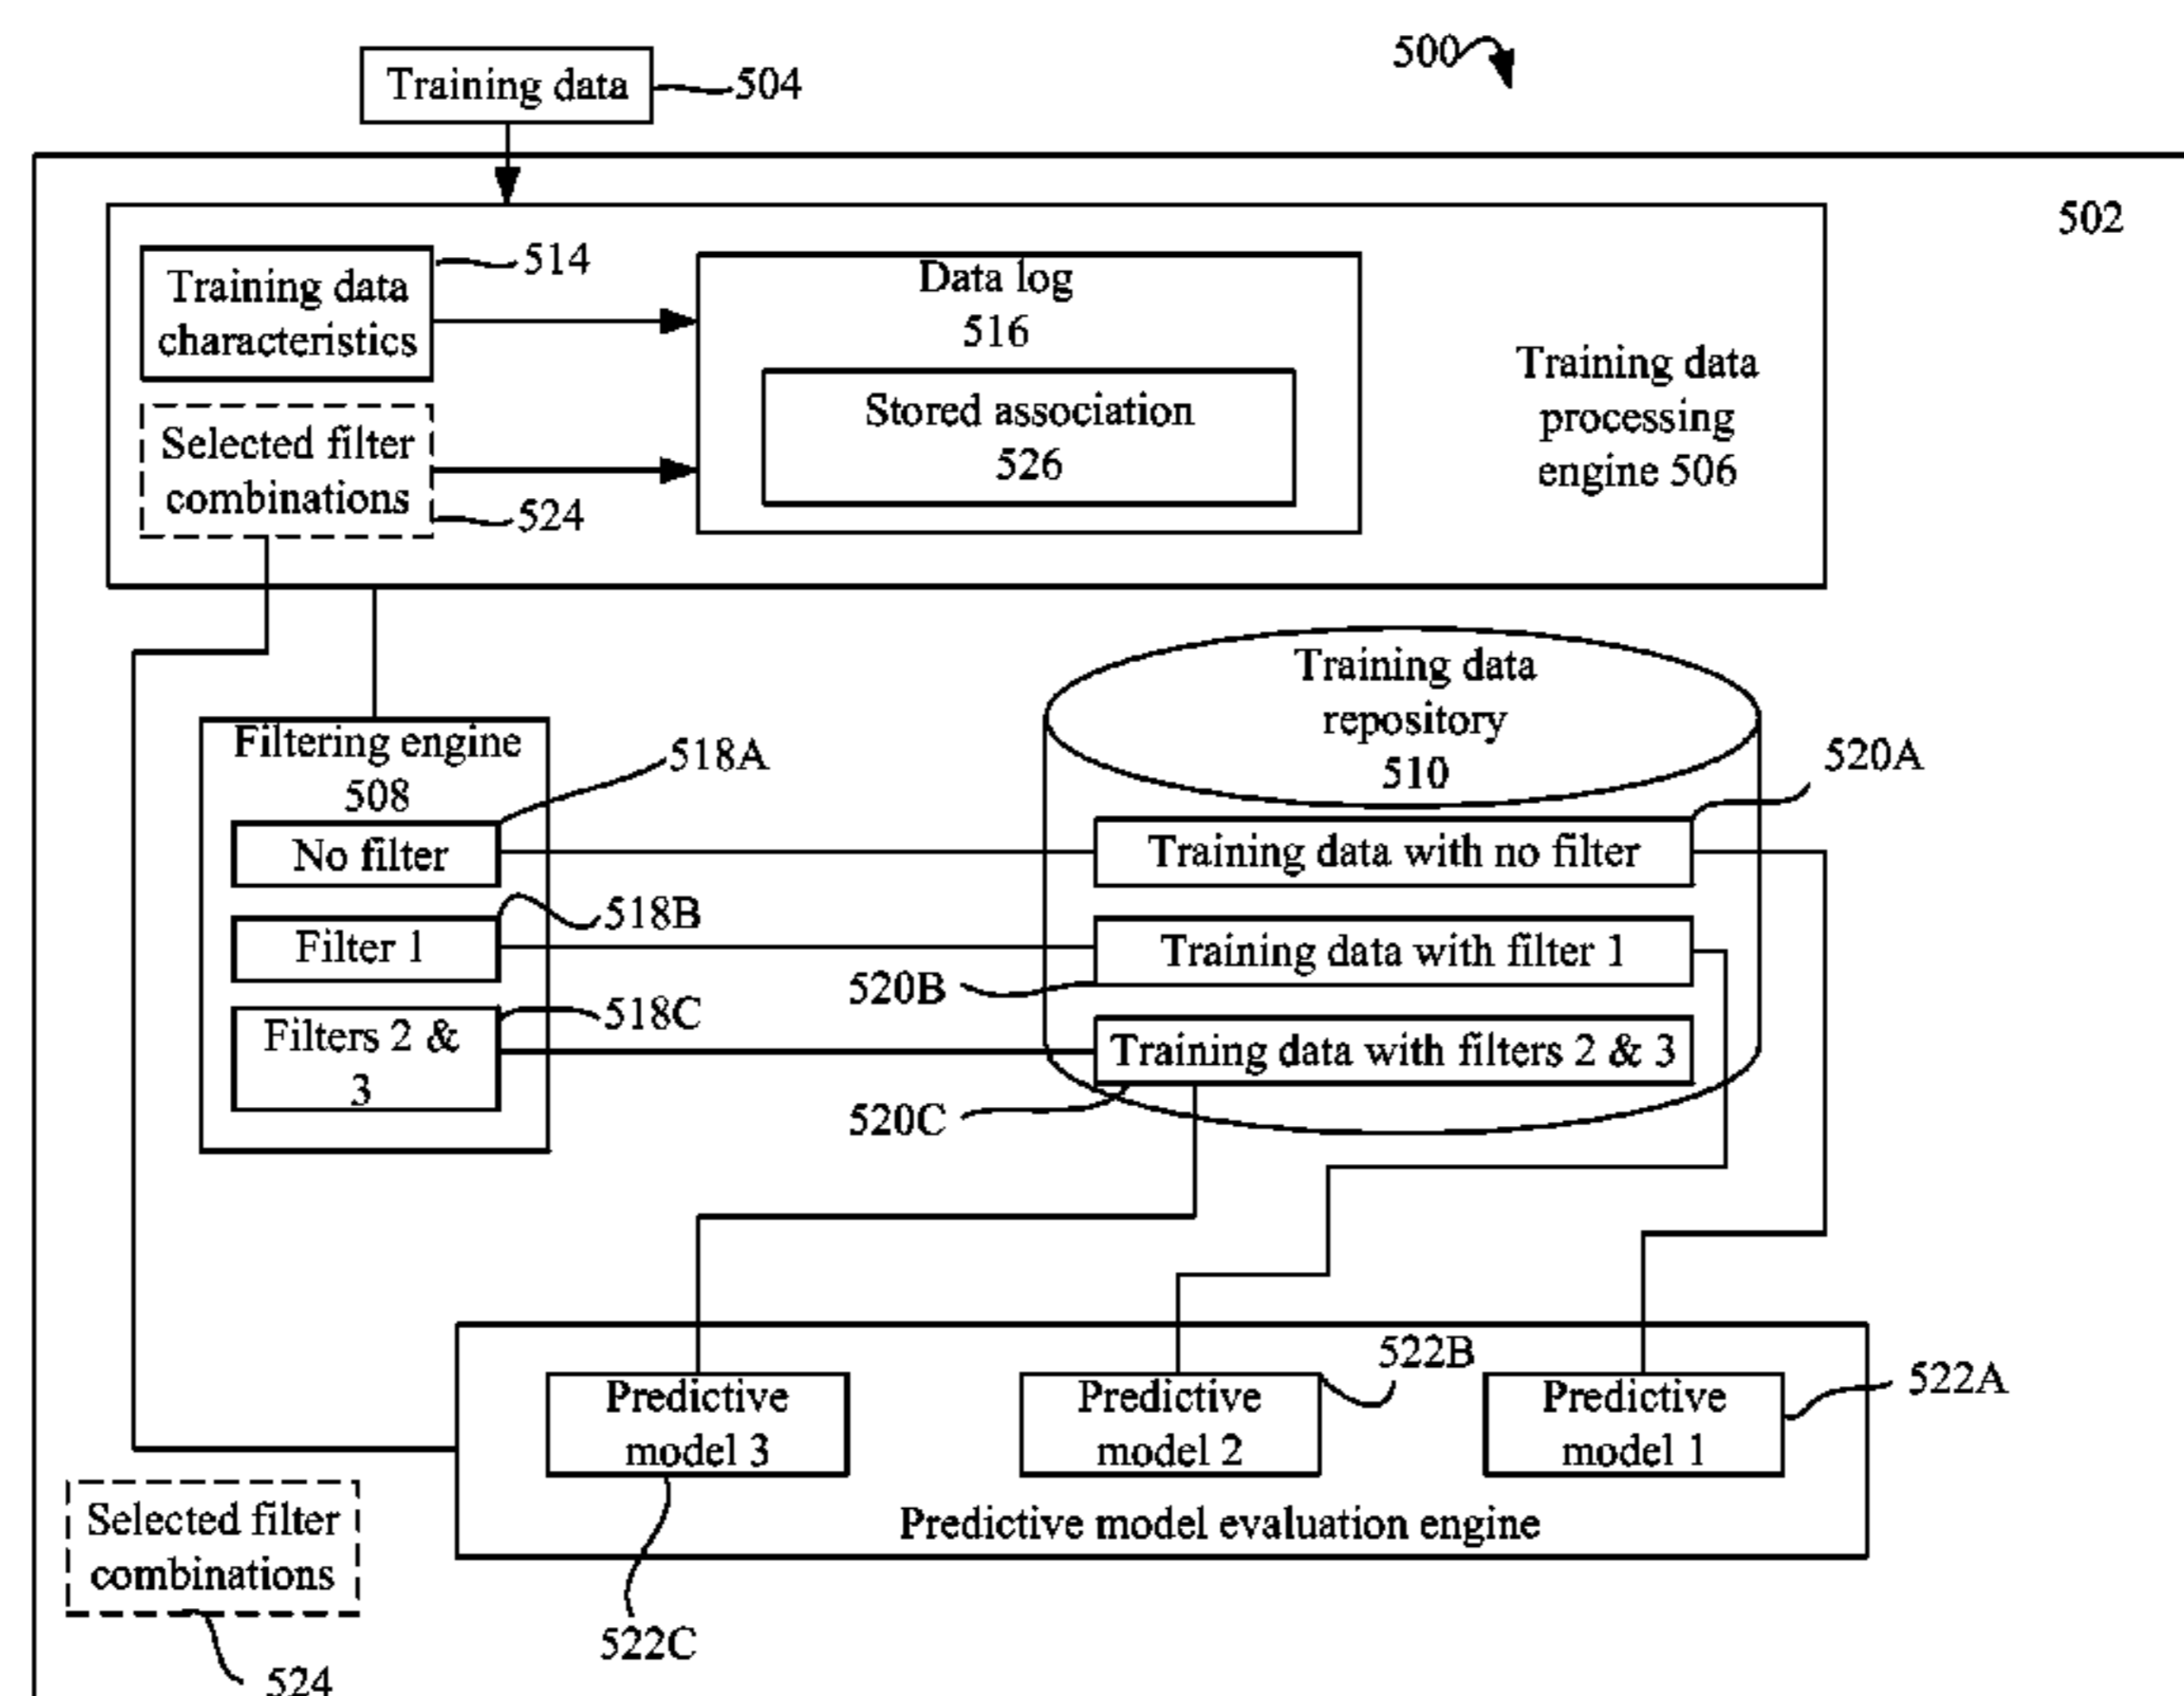 500
Training data
504
502
Training data
characteristics
514
Selected filter
combinations
524
Data log
516
Stored association
526
Training data
processing
engine 506
Filtering engine
508
No filter
518A
Filter 1
518B
Filters 2 &
3
518C
Training data
repository
510
520A
Training data with no filter
Training data with filter 1
520B
Training data with filters 2 & 3
520C
Predictive
model 3
522C
Predictive
model 2
522B
Predictive
model 1
522A
Predictive model evaluation engine
Selected filter
combinations
524